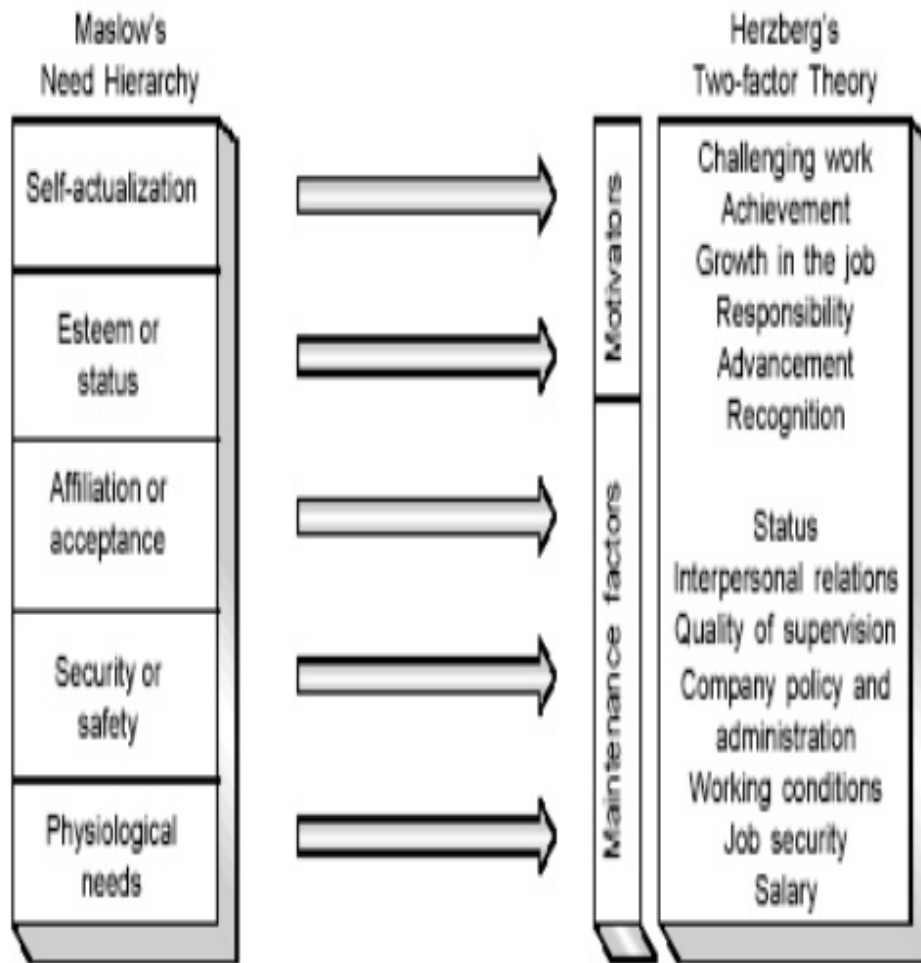 Maslow's
Need Hierarchy
Self-actualization
Esteem or
status
Affiliation or
acceptance
Security or
safety
Physiological
needs
Herzberg's
Two-factor Theory
Motivators
Maintenance factors
Challenging work
Achievement
Growth in the job
Responsibility
Advancement
Recognition
Status
Interpersonal relations
Quality of supervision
Company policy and
administration
Working conditions
Job security
Salary